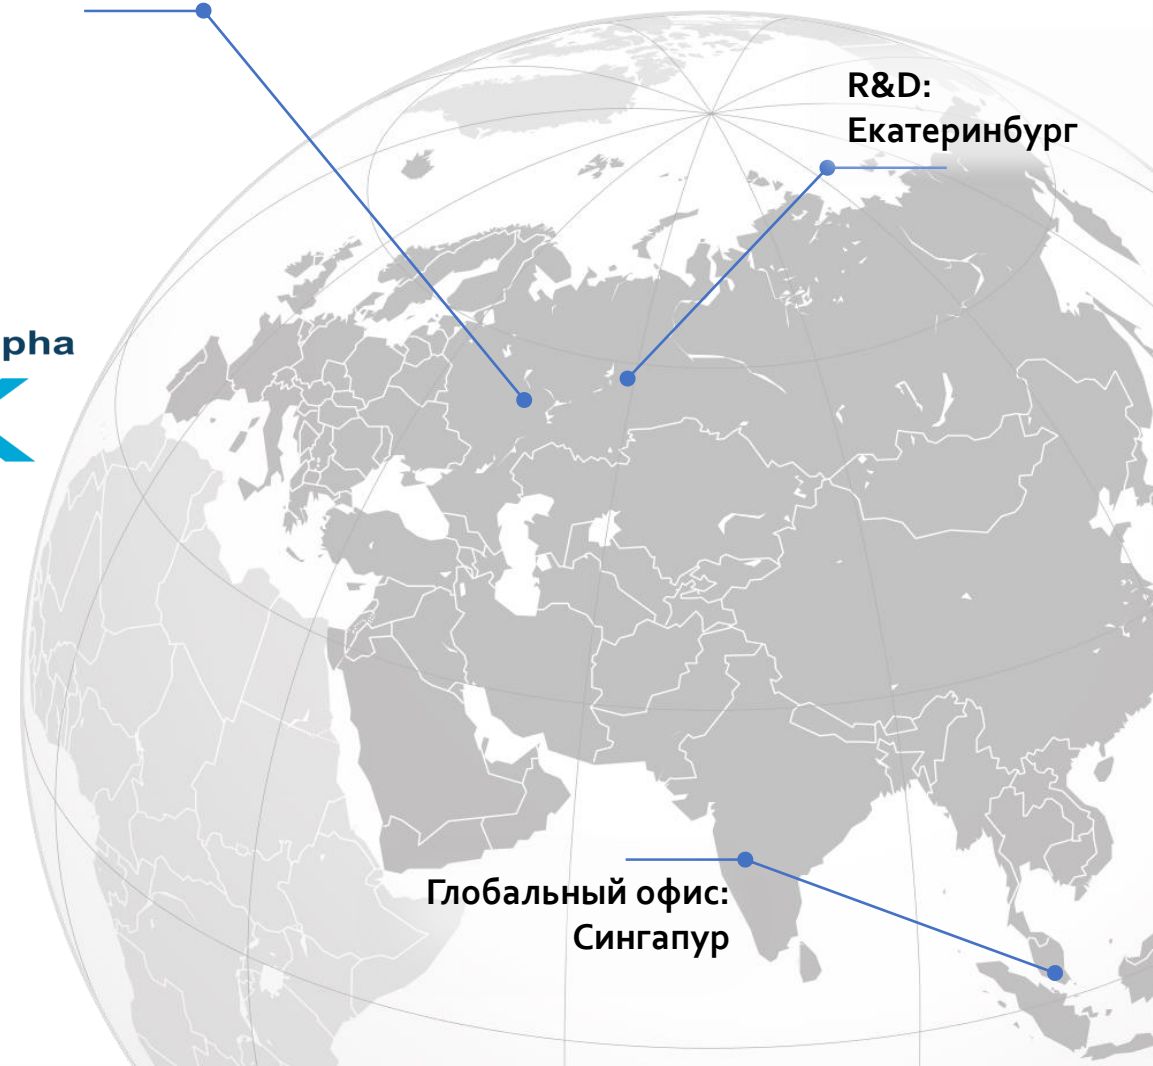 R&D:
Екатеринбург
pha
Глобальный офис:
Сингапур